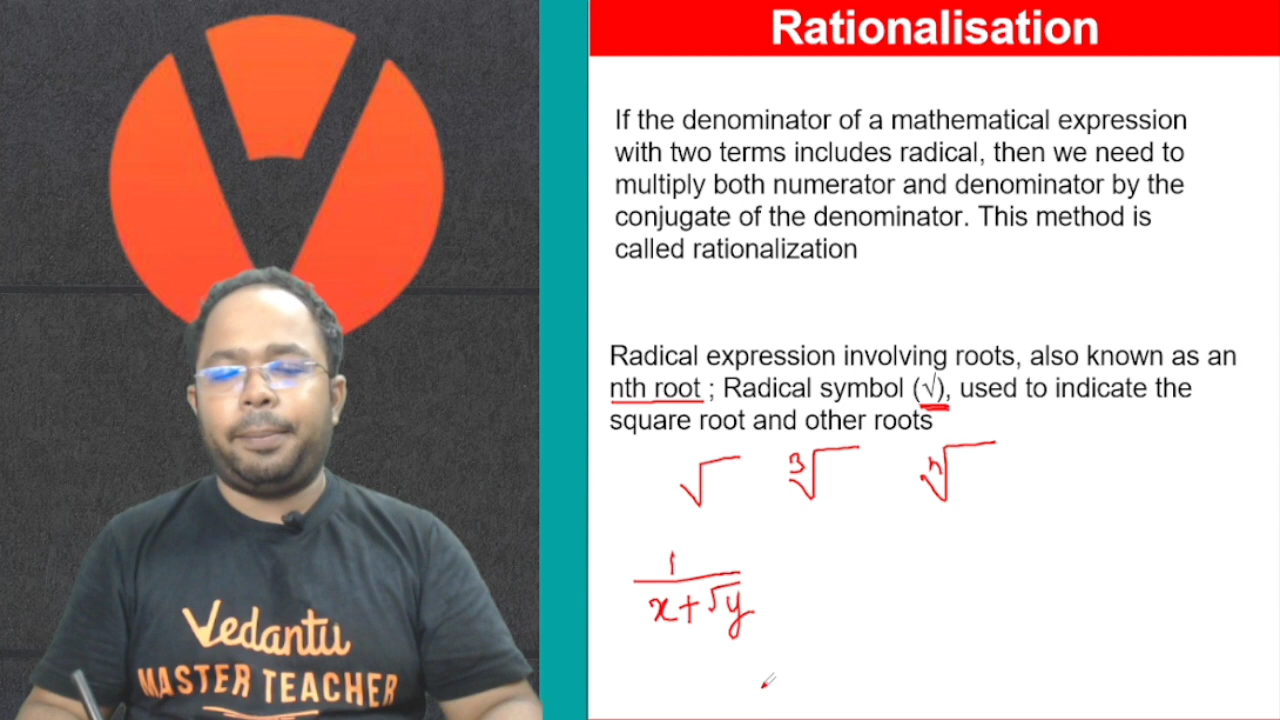 Rationalisation
If the denominator of a mathematical expression
with two terms includes radical, then we need to
multiply both numerator and denominator by the
conjugate of the denominator. This method is
called rationalization
Radical expression involving roots, also known as an
nth root ; Radical symbol (√), used to indicate the
square root and other roots
√ 3√ n√
1
x+√y
Vedantu
MASTER TEACHER